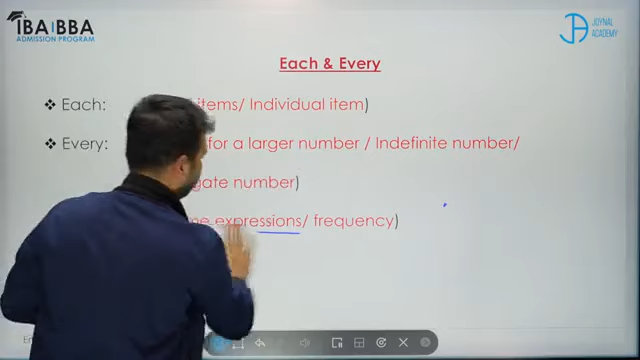 IBA BBA
ADMISSION PROGRAM
JOYNAL
ACADEMY
Each & Every
❖ Each: items/ Individual item)
❖ Every: for a larger number / Indefinite number/
number)
expressions/ frequency)